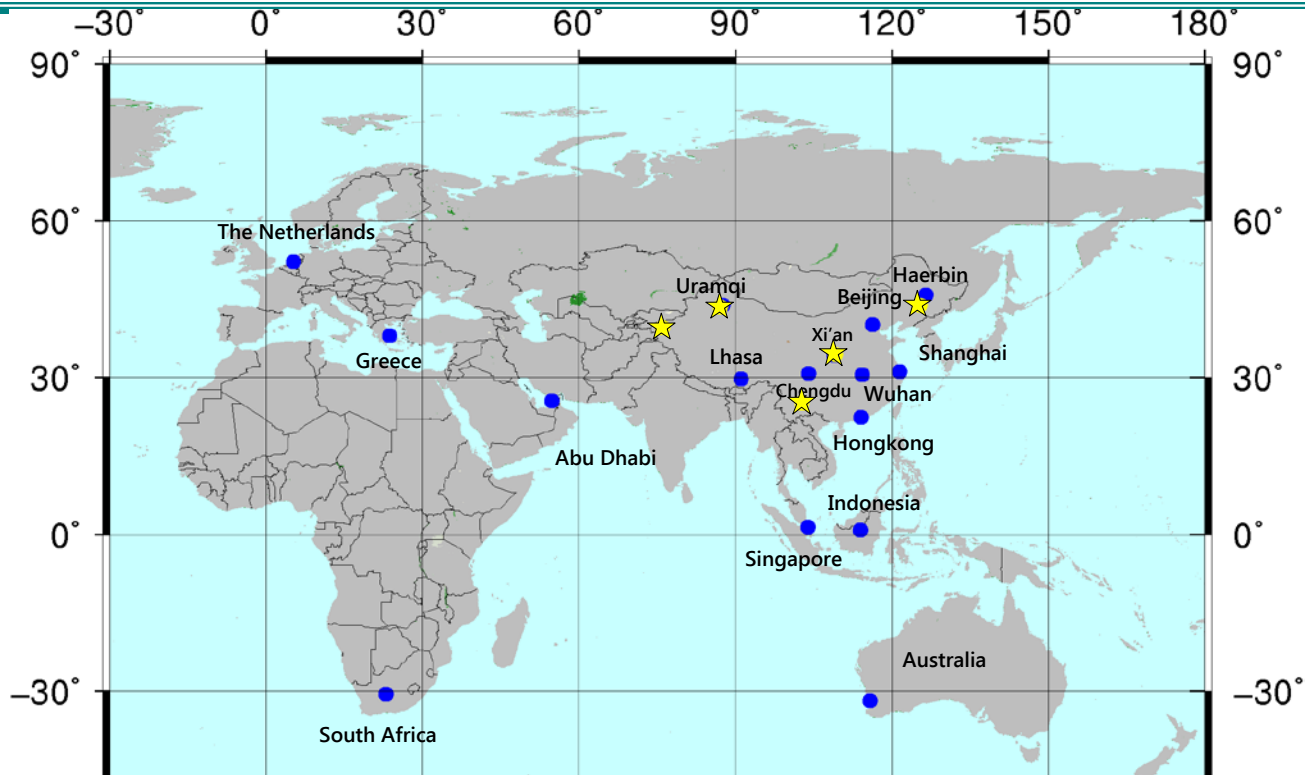 −30° 0° 30° 60° 90° 120° 150° 180°
90° 90°
60° 60°
The Netherlands
Haerbin
Uramqi
Beijing
Xi'an
Shanghai
Lhasa
Greece
30° 30°
Chengdu
Wuhan
Hongkong
Abu Dhabi
Indonesia
0° 0°
Singapore
Australia
−30° −30°
South Africa